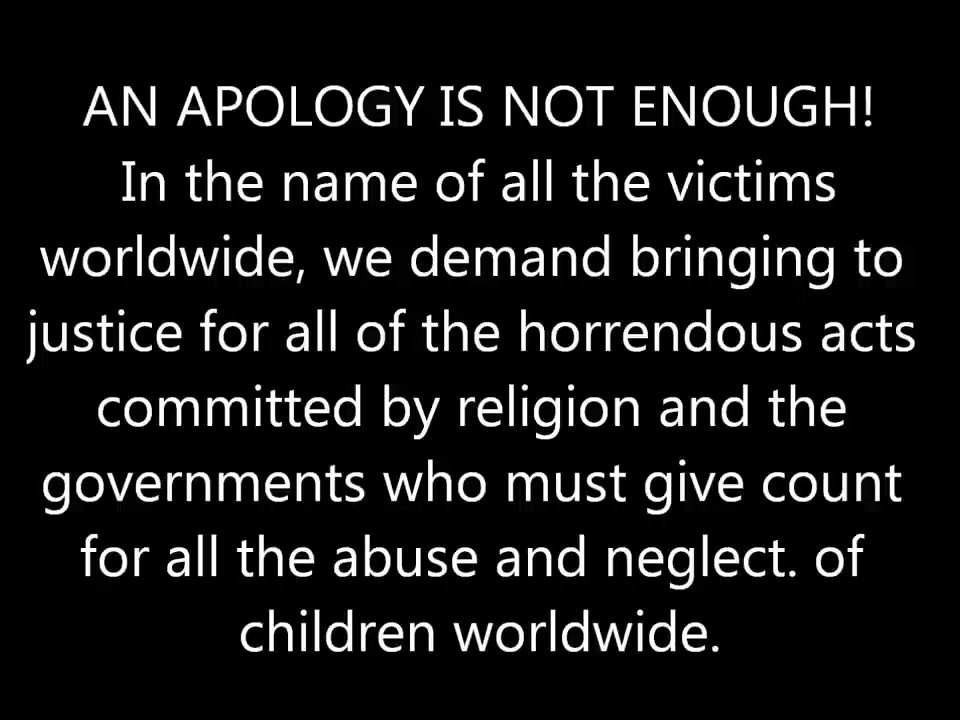 AN APOLOGY IS NOT ENOUGH!
In the name of all the victims
worldwide, we demand bringing to
justice for all of the horrendous acts
committed by religion and the
governments who must give count
for all the abuse and neglect. of
children worldwide.